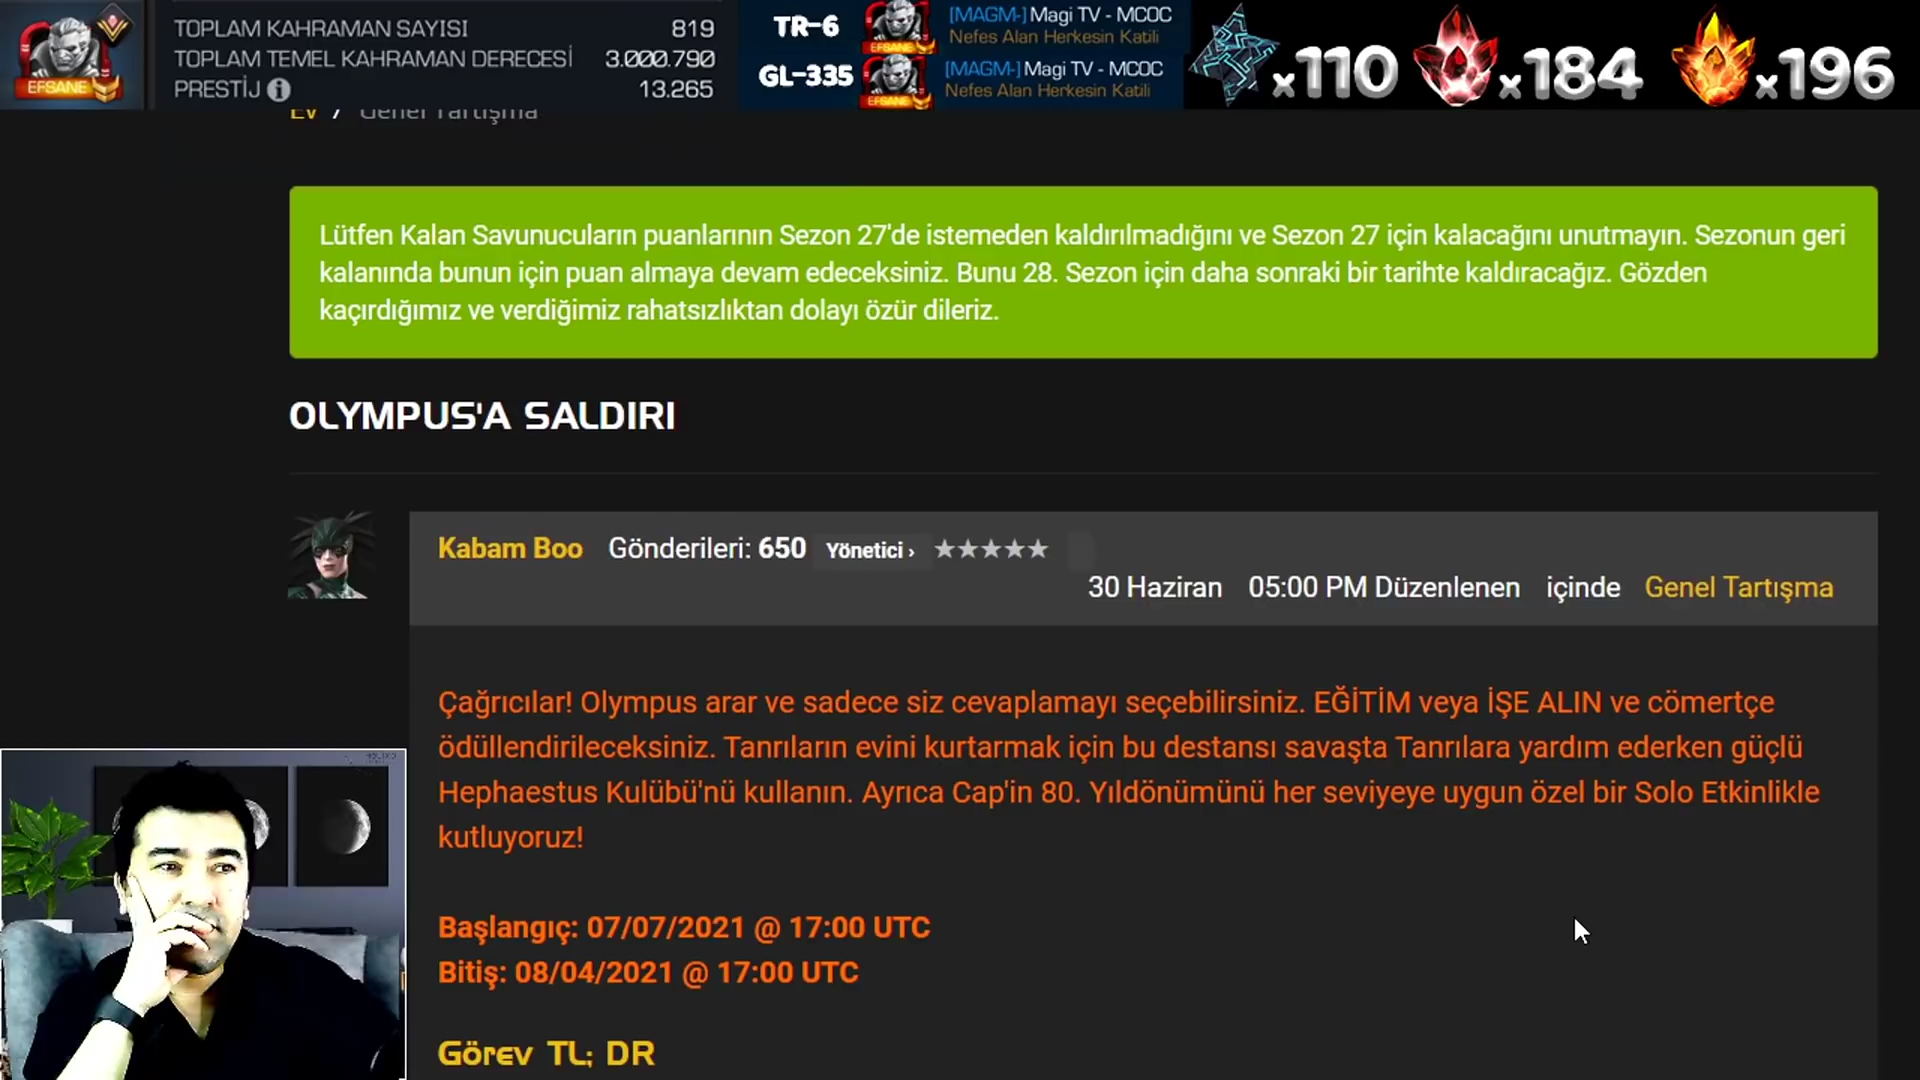 TOPLAM KAHRAMAN SAYISI 819
TOPLAM TEMEL KAHRAMAN DERECESİ 3.000.790
PRESTİJ 13.265
EFSANE
TR-6
EFSANE
[MAGM-] Magi TV - MCOC
Nefes Alan Herkesin Katili
GL-335
EFSANE
[MAGM-] Magi TV - MCOC
Nefes Alan Herkesin Katili
x110
x184
x196
Ev / Genel Tartışma
Lütfen Kalan Savunucuların puanlarının Sezon 27'de istemeden kaldırılmadığını ve Sezon 27 için kalacağını unutmayın. Sezonun geri
kalanında bunun için puan almaya devam edeceksiniz. Bunu 28. Sezon için daha sonraki bir tarihte kaldıracağız. Gözden
kaçırdığımız ve verdiğimiz rahatsızlıktan dolayı özür dileriz.
OLYMPUS'A SALDIRI
Kabam Boo Gönderileri: 650 Yönetici › ★★★★★
30 Haziran 05:00 PM Düzenlenen içinde Genel Tartışma
Çağrıcılar! Olympus arar ve sadece siz cevaplamayı seçebilirsiniz. EĞİTİM veya İŞE ALIN ve cömertçe
ödüllendirileceksiniz. Tanrıların evini kurtarmak için bu destansı savaşta Tanrılara yardım ederken güçlü
Hephaestus Kulübü'nü kullanın. Ayrıca Cap'in 80. Yıldönümünü her seviyeye uygun özel bir Solo Etkinlikle
kutluyoruz!
Başlangıç: 07/07/2021 @ 17:00 UTC
Bitiş: 08/04/2021 @ 17:00 UTC
Görev TL; DR